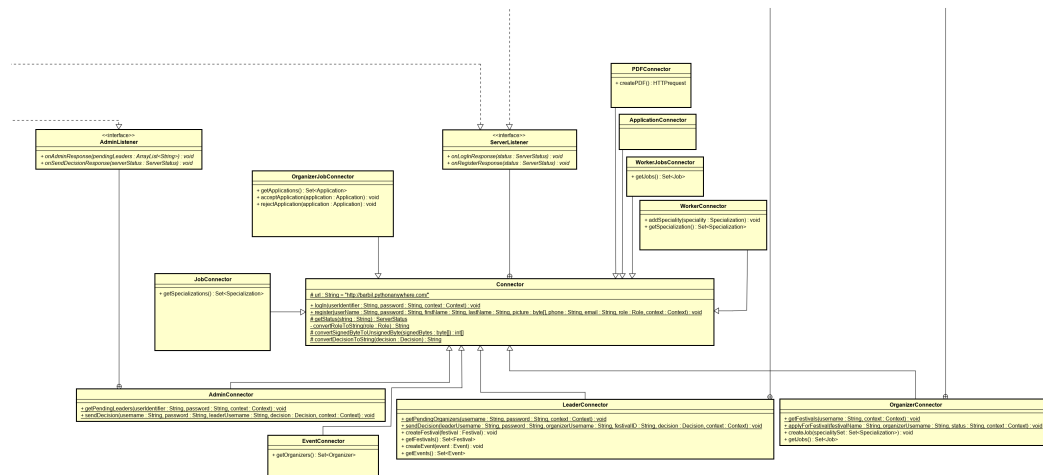 PDFConnector
+ createPDF() : HTTPrequest
ApplicationConnector
<<interface>>
AdminListener
+ onAdminResponse(pendingLeaders : ArrayList<String>) : void
+ onSendDecisionResponse(serverStatus : ServerStatus) : void
<<interface>>
ServerListener
+ onLogInResponse(status : ServerStatus) : void
+ onRegisterResponse(status : ServerStatus) : void
WorkerJobsConnector
+ getJobs() : Set<Job>
OrganizerJobConnector
+ getApplications() : Set<Application>
+ acceptApplication(application : Application) : void
+ rejectApplication(application : Application) : void
WorkerConnector
+ addSpeciality(speciality : Specialization) : void
+ getSpecialization() : Set<Specialization>
JobConnector
+ getSpecializations() : Set<Specialization>
Connector
# url : String = "http://barbil.pythonanywhere.com/"
+ logIn(userIdentifier : String, password : String, context : Context) : void
+ register(userName : String, password : String, firstName : String, lastName : String, picture : byte[], phone : String, email : String, role : Role, context : Context) : void
# getStatus(string : String) : ServerStatus
- convertRoleToString(role : Role) : String
# convertSignedByteToUnsignedByte(signedBytes : byte[]) : int[]
# convertDecisionToString(decision : Decision) : String
AdminConnector
+ getPendingLeaders(userIdentifier : String, password : String, context : Context) : void
+ sendDecision(username : String, password : String, leaderUsername : String, decision : Decision, context : Context) : void
LeaderConnector
+ getPendingOrganizers(username : String, password : String, context : Context) : void
+ sendDecision(leaderUsername : String, password : String, organizerUsername : String, festivalID : String, decision : Decision, context : Context) : void
+ createFestival(festival : Festival) : void
+ getFestivals() : Set<Festival>
+ createEvent(event : Event) : void
+ getEvents() : Set<Event>
OrganizerConnector
+ getFestivals(username : String, context : Context) : void
+ applyForFestival(festivalName : String, organizerUsername : String, status : String, context : Context) : void
+ createJob(specialitySet : Set<Specialization>) : void
+ getJobs() : Set<Job>
EventConnector
+ getOrganizers() : Set<Organizer>